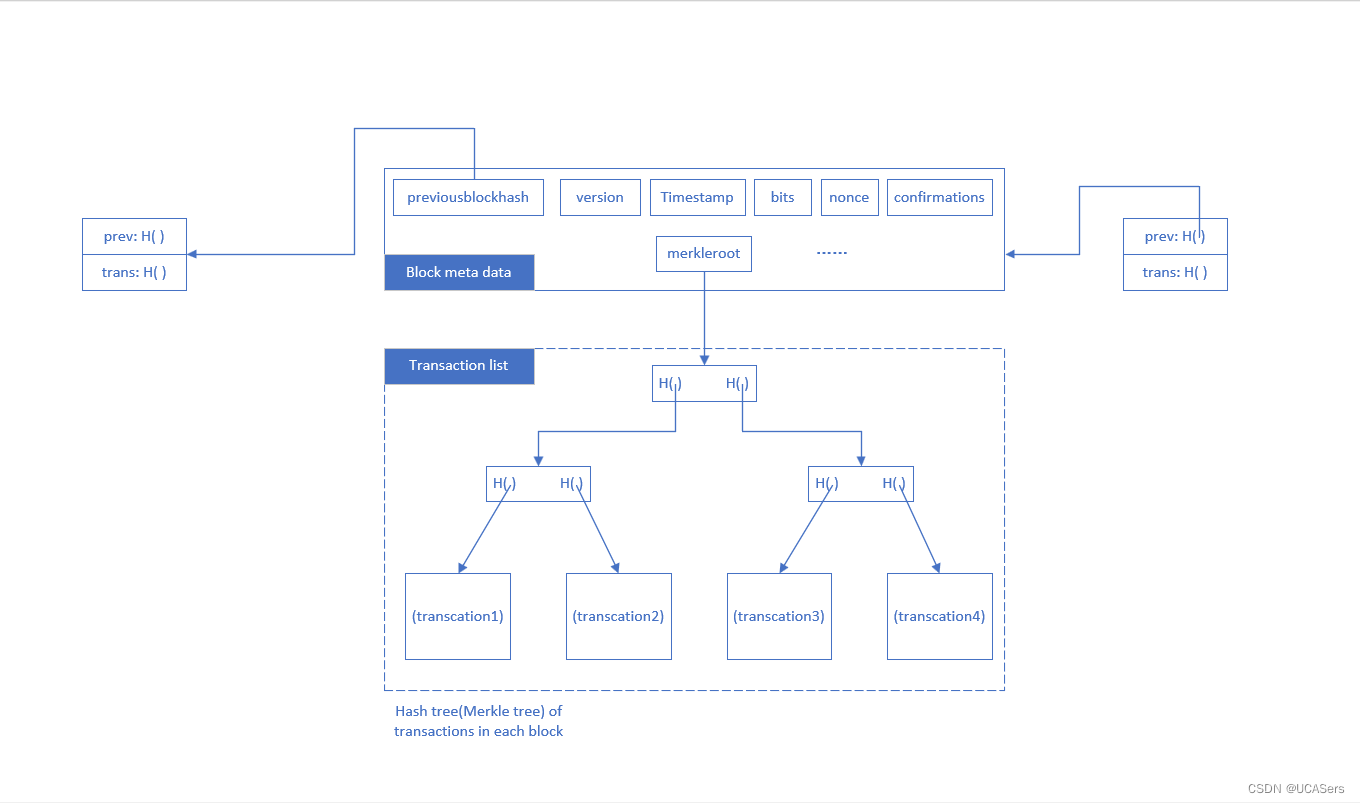 previousblockhash
version
Timestamp
bits
nonce
confirmations
prev: H( )
trans: H( )
merkleroot
......
Block meta data
prev: H( )
trans: H( )
Transaction list
H( ) H( )
H( ) H( )
H( ) H( )
(transcation1)
(transcation2)
(transcation3)
(transcation4)
Hash tree(Merkle tree) of
transactions in each block
CSDN @UCASers